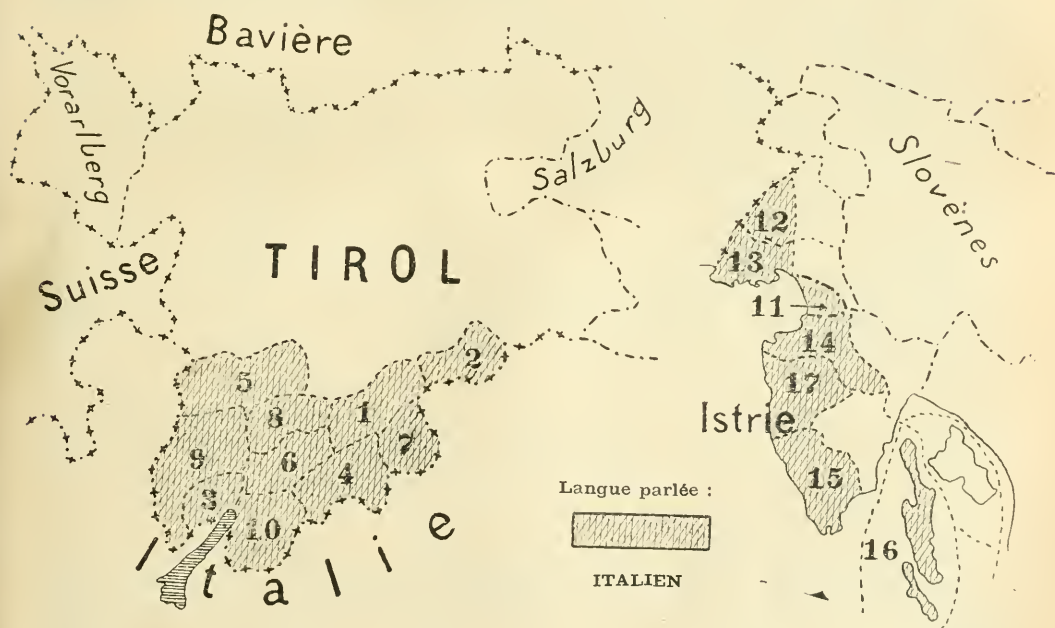 Bavière
Vorarlberg
Salzburg
Slovènes
Suisse
TIROL
12
13
11
14
17
Istrie
15
16
2
5
1
8
7
9
6
4
3
10
Italie
Langue parlée :
ITALIEN